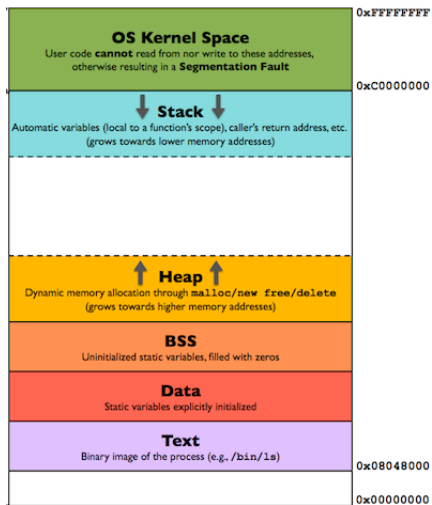 0xFFFFFFFF
OS Kernel Space
User code cannot read from nor write to these addresses,
otherwise resulting in a Segmentation Fault
0xC0000000
Stack
Automatic variables (local to a function's scope), caller's return address, etc.
(grows towards lower memory addresses)
Heap
Dynamic memory allocation through malloc/new free/delete
(grows towards higher memory addresses)
BSS
Uninitialized static variables, filled with zeros
Data
Static variables explicitly initialized
Text
Binary image of the process (e.g., /bin/ls)
0x08048000
0x00000000